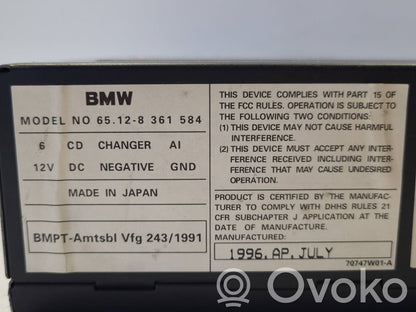 BMW
MODEL NO 65.12-8 361 584
6 CD CHANGER AI
12V DC NEGATIVE GND
MADE IN JAPAN
BMPT-Amtsbl Vfg 243/1991
THIS DEVICE COMPLIES WITH PART 15 OF
THE FCC RULES. OPERATION IS SUBJECT TO
THE FOLLOWING TWO CONDITIONS:
(1) THIS DEVICE MAY NOT CAUSE HARMFUL
INTERFERENCE.
(2) THIS DEVICE MUST ACCEPT ANY INTERFER-
ENCE RECEIVED INCLUDING INTERFERENCE
THAT MAY CAUSE UNDESIRED
OPERATION.
PRODUCT IS CERTIFIED BY THE MANUFAC-
TURER TO COMPLY WITH DHHS RULES 21
CFR SUBCHAPTER J APPLICATION AT THE
DATE OF MANUFACTURE.
MANUFACTURED:
1996.AP.JULY
70747W01-A
Ovoko